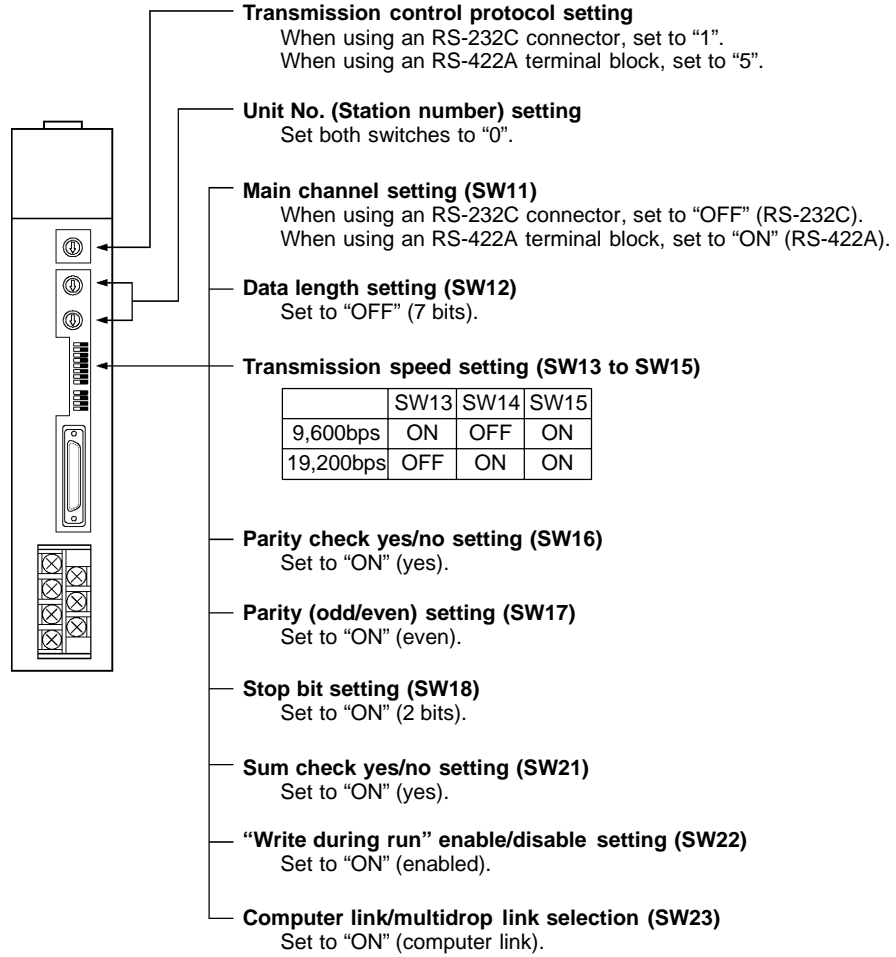 Transmission control protocol setting
When using an RS-232C connector, set to “1”.
When using an RS-422A terminal block, set to “5”.
Unit No. (Station number) setting
Set both switches to “0”.
Main channel setting (SW11)
When using an RS-232C connector, set to “OFF” (RS-232C).
When using an RS-422A terminal block, set to “ON” (RS-422A).
Data length setting (SW12)
Set to “OFF” (7 bits).
Transmission speed setting (SW13 to SW15)
SW13 SW14 SW15
9,600bps ON OFF ON
19,200bps OFF ON ON
Parity check yes/no setting (SW16)
Set to “ON” (yes).
Parity (odd/even) setting (SW17)
Set to “ON” (even).
Stop bit setting (SW18)
Set to “ON” (2 bits).
Sum check yes/no setting (SW21)
Set to “ON” (yes).
“Write during run” enable/disable setting (SW22)
Set to “ON” (enabled).
Computer link/multidrop link selection (SW23)
Set to “ON” (computer link).